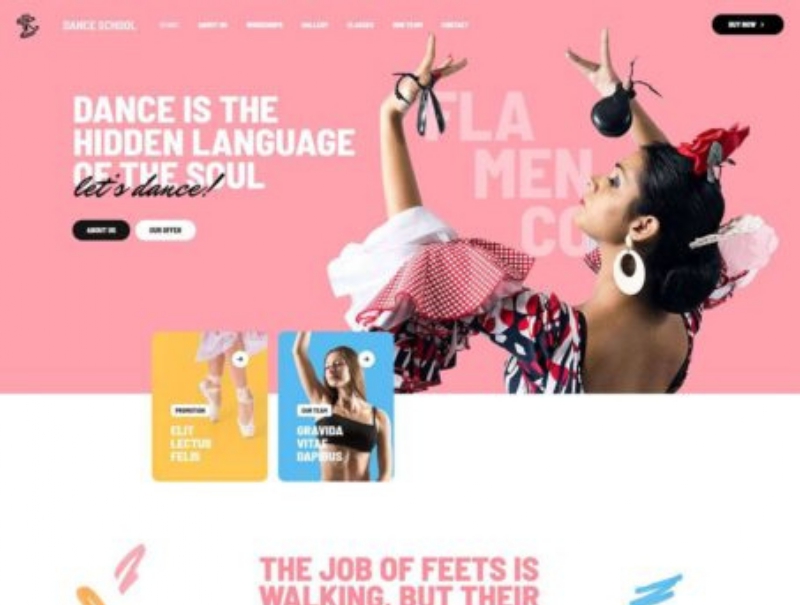 DANCE SCHOOL
HOME ABOUT US WORKSHOPS GALLERY CLASSES OUR TEAM CONTACT
BUY NOW
DANCE IS THE
HIDDEN LANGUAGE
OF THE SOUL
let's dance!
ABOUT US
OUR OFFER
FLA
MEN
CO
PROMOTION
ELIT
LECTUS
FELIS
OUR TEAM
GRAVIDA
VITAE
DAPIBUS
THE JOB OF FEETS IS
WALKING, BUT THEIR